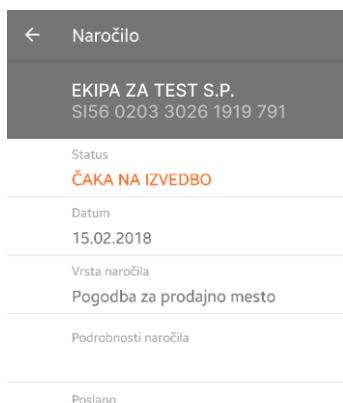 Naročilo
EKIPA ZA TEST S.P.
SI56 0203 3026 1919 791
Status
ČAKA NA IZVEDBO
Datum
15.02.2018
Vrsta naročila
Pogodba za prodajno mesto
Podrobnosti naročila
Poslano